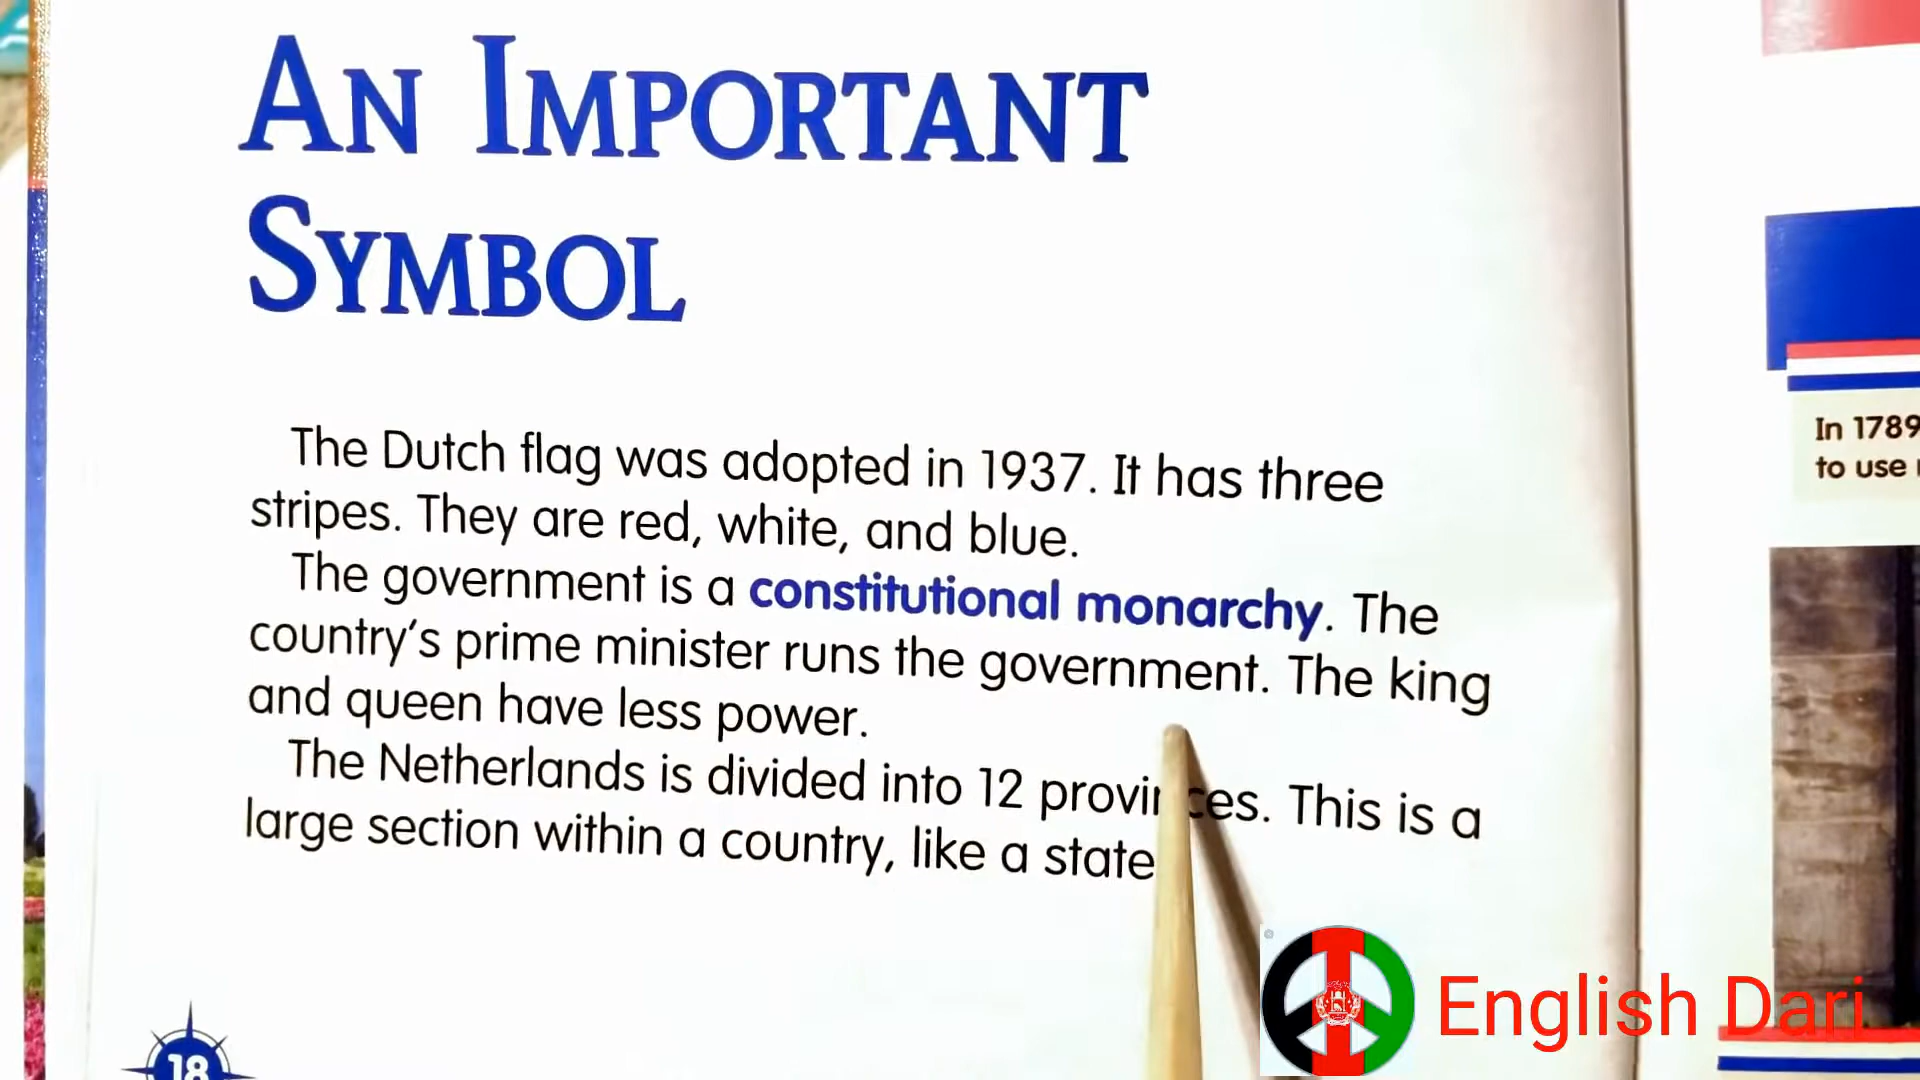 AN IMPORTANT
SYMBOL
The Dutch flag was adopted in 1937. It has three
stripes. They are red, white, and blue.
The government is a constitutional monarchy. The
country's prime minister runs the government. The king
and queen have less power.
The Netherlands is divided into 12 provinces. This is a
large section within a country, like a state
18
In 1789
to use
English Dari